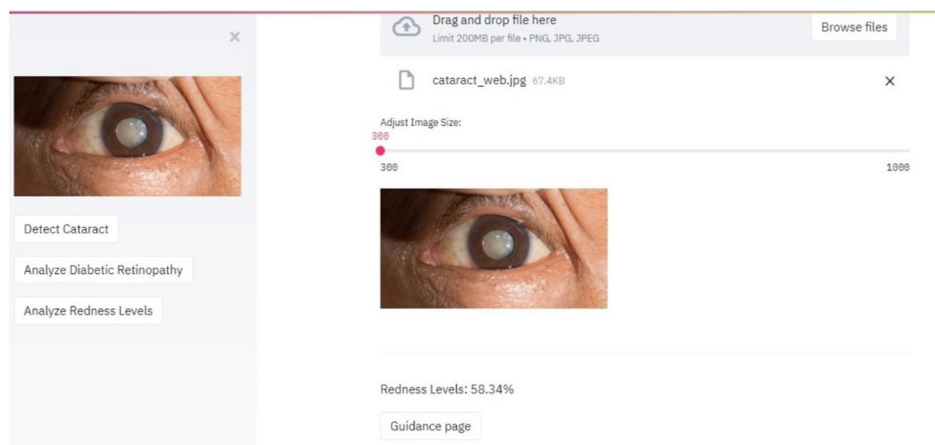 Detect Cataract
Analyze Diabetic Retinopathy
Analyze Redness Levels
Drag and drop file here
Limit 200MB per file • PNG, JPG, JPEG
Browse files
cataract_web.jpg 67.4KB
Adjust Image Size:
300
300
1000
Redness Levels: 58.34%
Guidance page